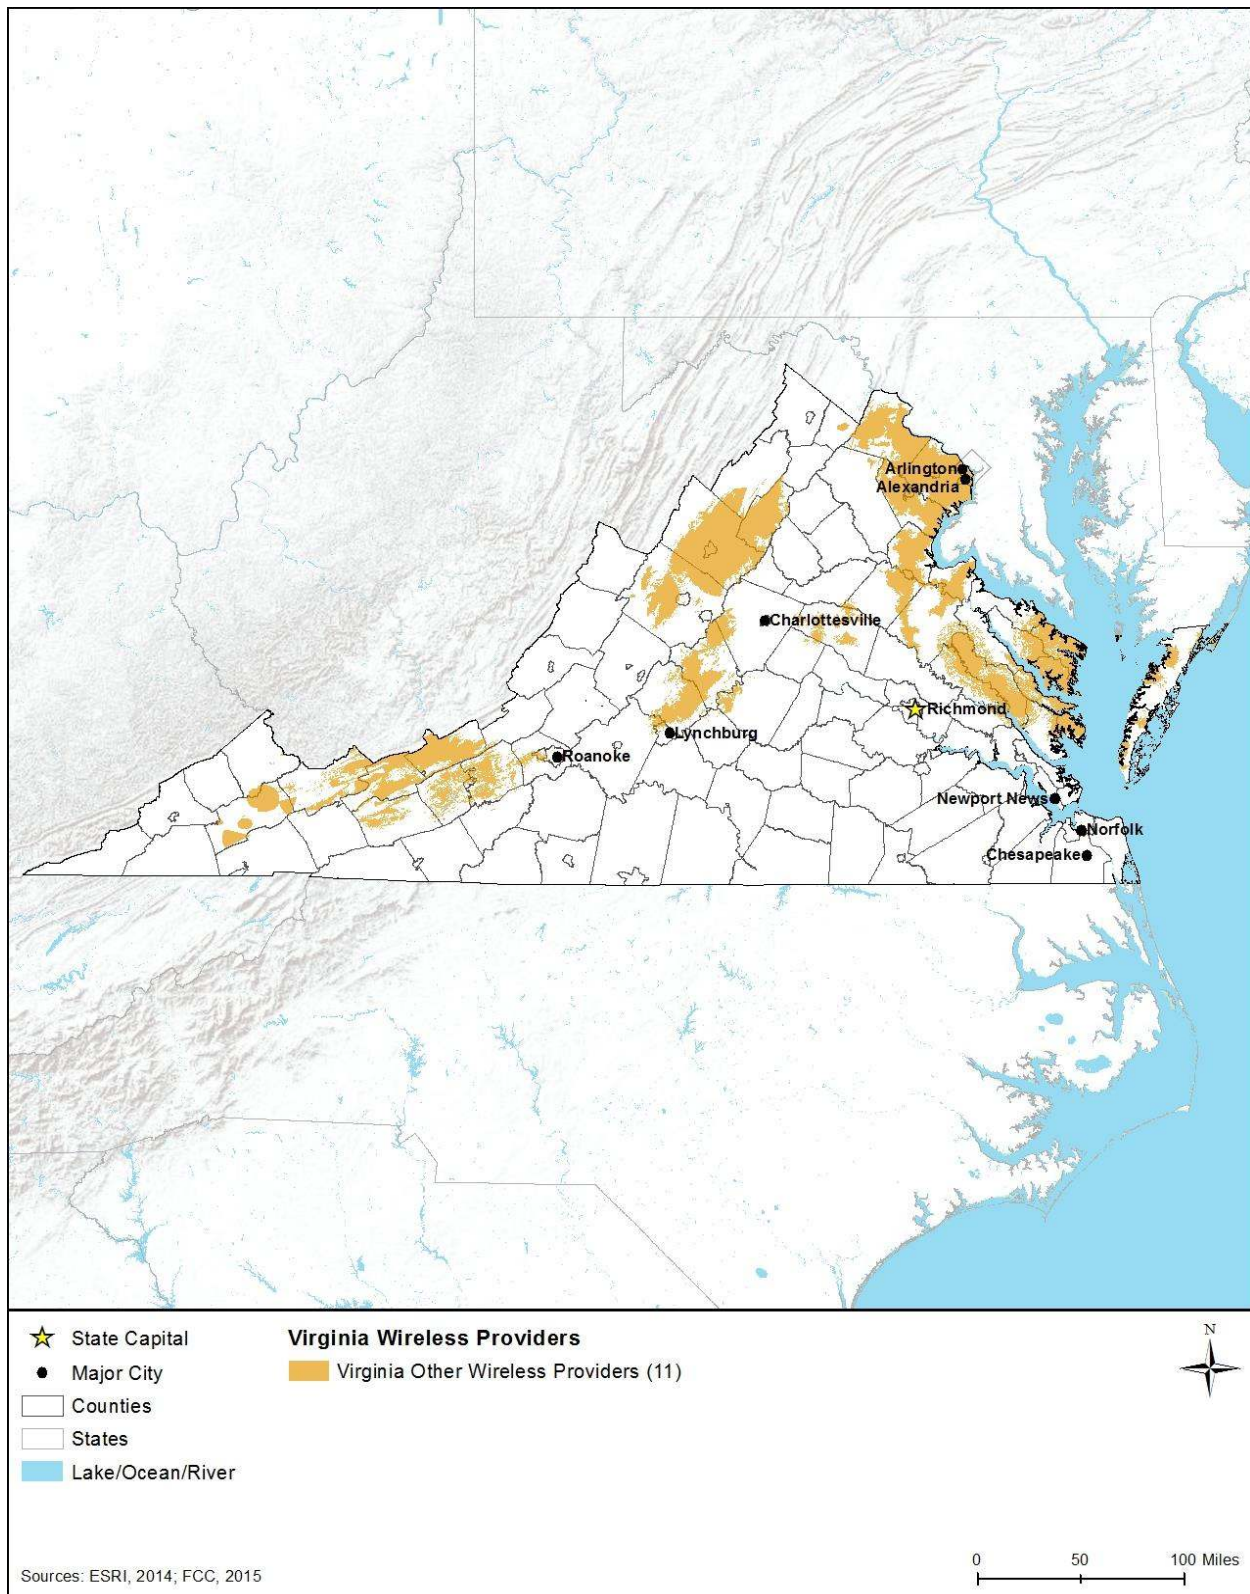 Arlington
Alexandria
Charlottesville
Richmond
Lynchburg
Roanoke
Newport News
Norfolk
Chesapeake
State Capital
Virginia Wireless Providers
Major City
Virginia Other Wireless Providers (11)
Counties
States
Lake/Ocean/River
N
0 50 100 Miles
Sources: ESRI, 2014; FCC, 2015